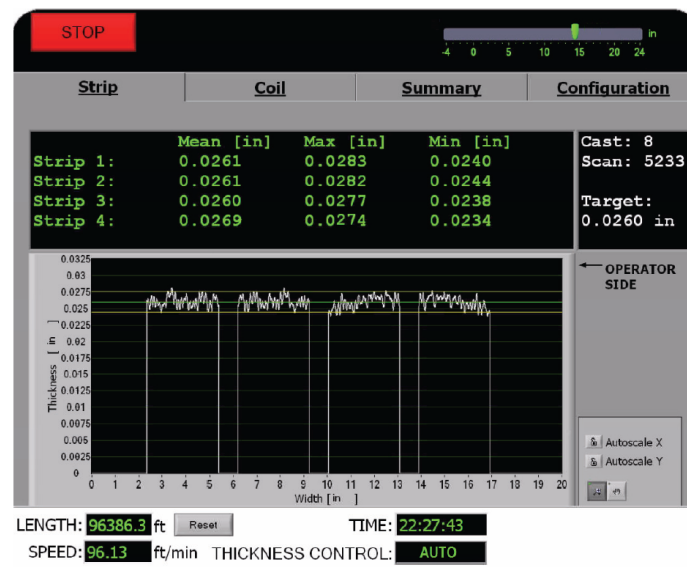 STOP
in
-4 0 5 10 15 20 24
Strip Coil Summary Configuration
Mean [in] Max [in] Min [in]
Strip 1: 0.0261 0.0283 0.0240
Strip 2: 0.0261 0.0282 0.0244
Strip 3: 0.0260 0.0277 0.0238
Strip 4: 0.0269 0.0274 0.0234
Cast: 8
Scan: 5233
Target:
0.0260 in
0.0325
0.03
0.0275
0.025
0.0225
0.02
0.0175
0.015
0.0125
0.01
0.005
0.0025
0
Thickness [ in ]
0 1 2 3 4 5 6 7 8 9 10 11 12 13 14 15 16 17 18 19 20
Width [ in ]
OPERATOR
SIDE
Autoscale X
Autoscale Y
LENGTH: 96386.3 ft Reset TIME: 22:27:43
SPEED: 96.13 ft/min THICKNESS CONTROL: AUTO